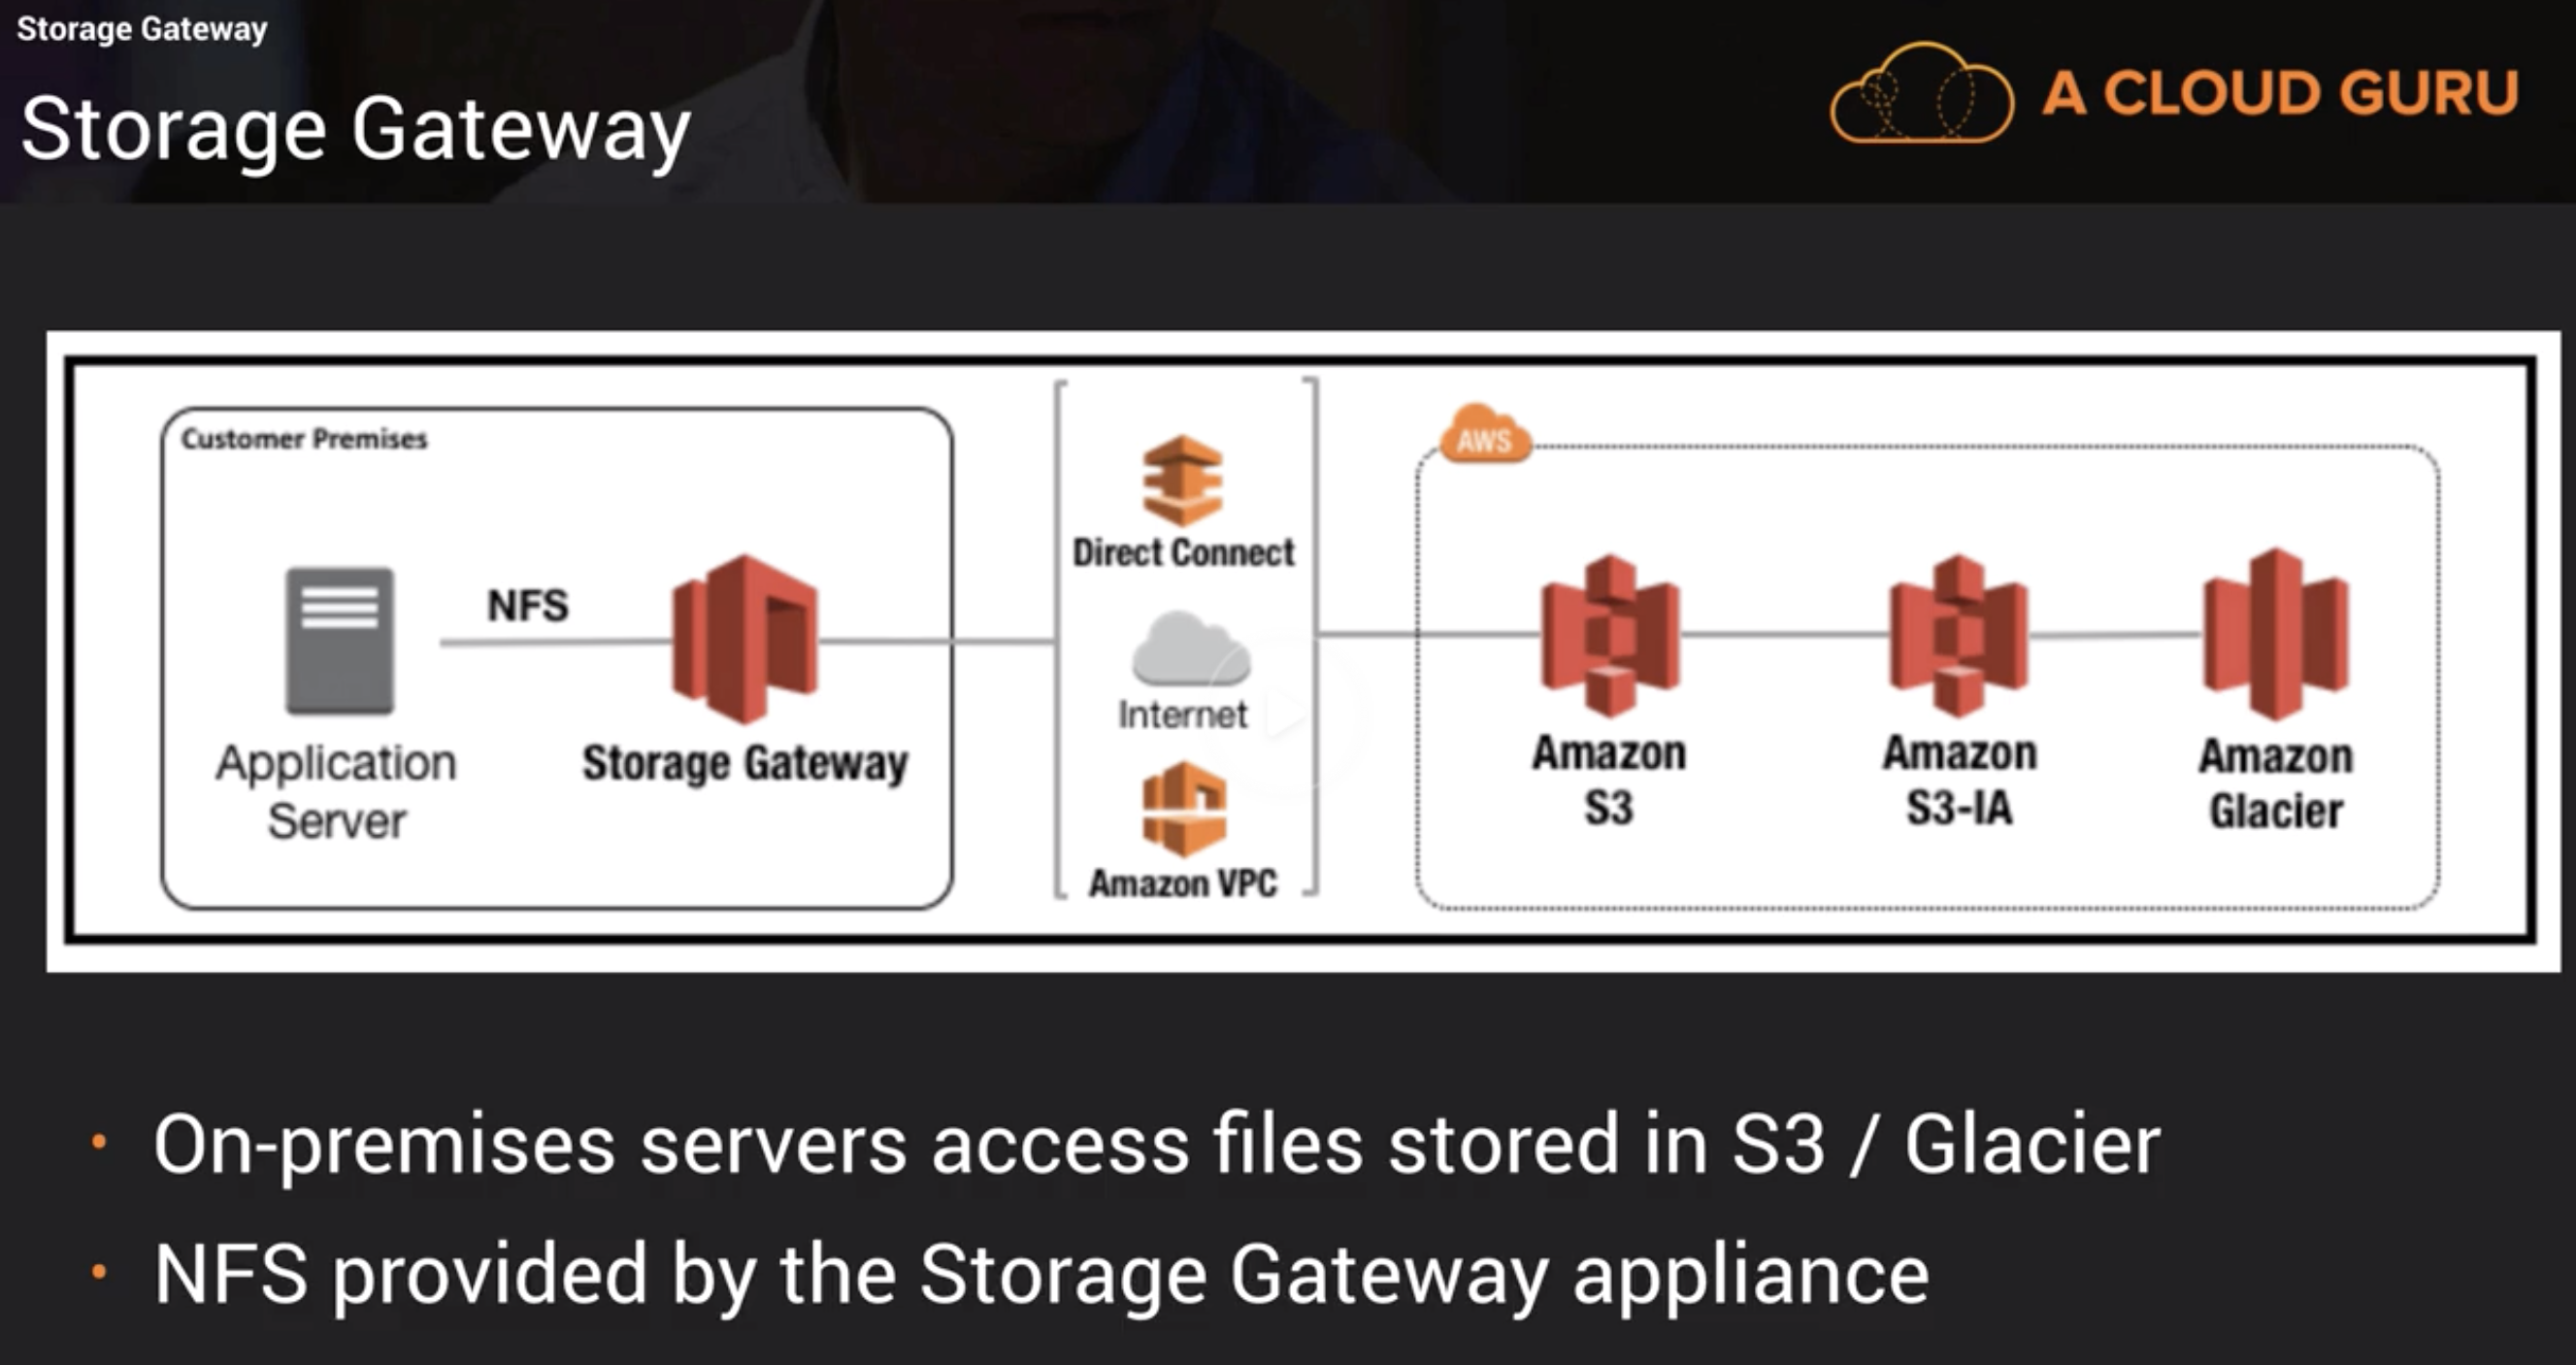 Storage Gateway
Storage Gateway
A CLOUD GURU
Customer Premises
NFS
Application
Server
Storage Gateway
Direct Connect
Internet
Amazon VPC
AWS
Amazon
S3
Amazon
S3-IA
Amazon
Glacier
• On-premises servers access files stored in S3 / Glacier
• NFS provided by the Storage Gateway appliance